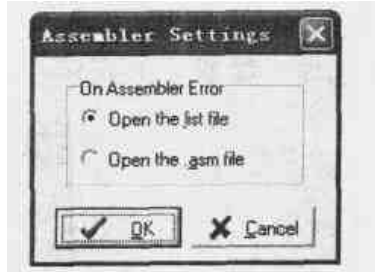 Assembler Settings
On Assembler Error
Open the list file
Open the .asm file
OK
Cancel